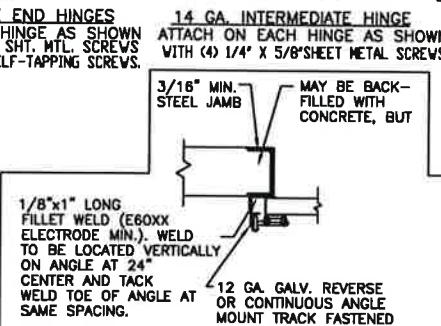 E END HINGES
HINGE AS SHOWN
SHT. MTL. SCREWS
ELF-TAPPING SCREWS.
14 GA. INTERMEDIATE HINGE
ATTACH ON EACH HINGE AS SHOWN
WITH (4) 1/4" X 5/8"SHEET METAL SCREWS
3/16" MIN.
STEEL JAMB
MAY BE BACK-
FILLED WITH
CONCRETE, BUT
1/8"x1" LONG
FILLET WELD (E60XX
ELECTRODE MIN.). WELD
TO BE LOCATED VERTICALLY
ON ANGLE AT 24"
CENTER AND TACK
WELD TOE OF ANGLE AT
SAME SPACING.
12 GA. GALV. REVERSE
OR CONTINUOUS ANGLE
MOUNT TRACK FASTENED